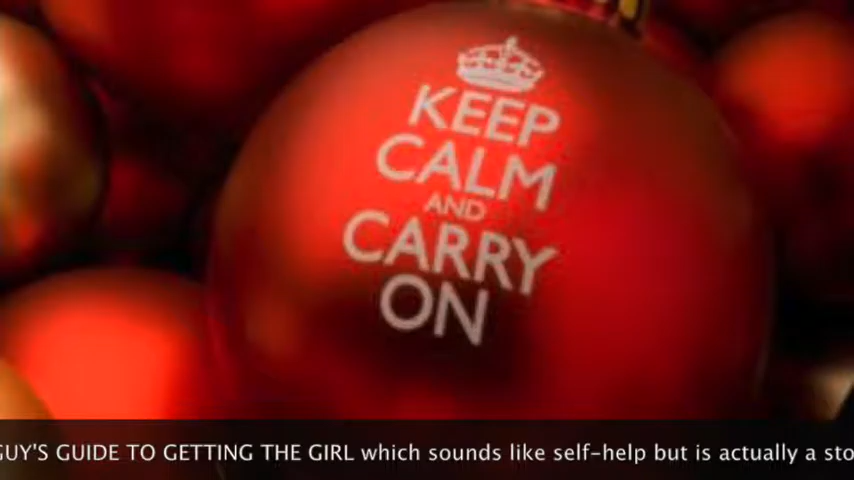 KEEP
CALM
AND
CARRY
ON
GUY'S GUIDE TO GETTING THE GIRL which sounds like self-help but is actually a sto